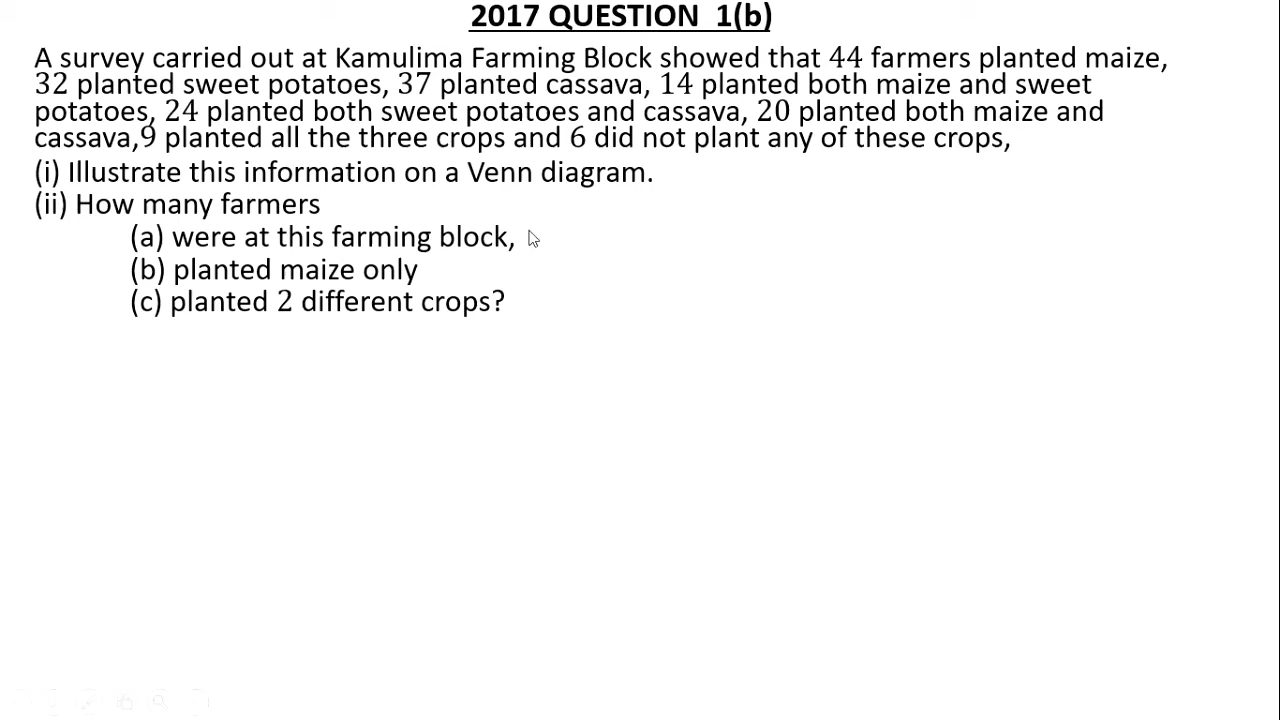 2017 QUESTION 1(b)
A survey carried out at Kamulima Farming Block showed that 44 farmers planted maize,
32 planted sweet potatoes, 37 planted cassava, 14 planted both maize and sweet
potatoes, 24 planted both sweet potatoes and cassava, 20 planted both maize and
cassava,9 planted all the three crops and 6 did not plant any of these crops,
(i) Illustrate this information on a Venn diagram.
(ii) How many farmers
(a) were at this farming block,
(b) planted maize only
(c) planted 2 different crops?